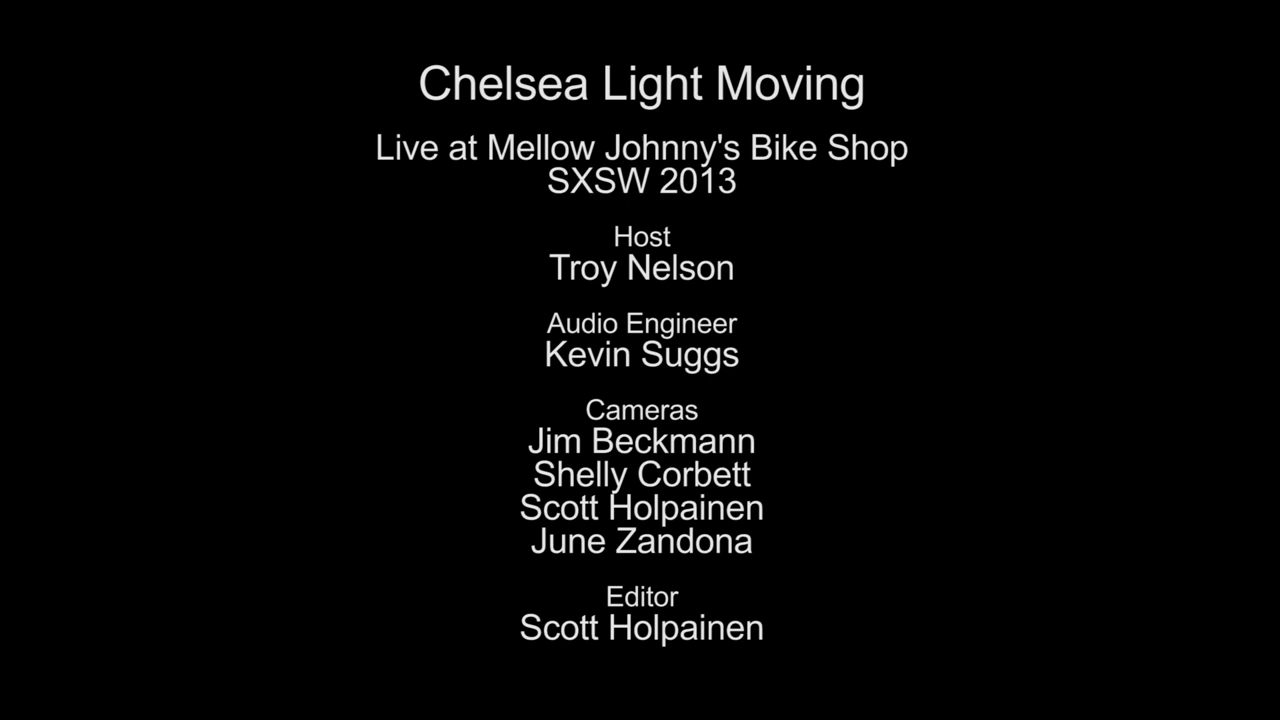 Chelsea Light Moving
Live at Mellow Johnny's Bike Shop
SXSW 2013
Host
Troy Nelson
Audio Engineer
Kevin Suggs
Cameras
Jim Beckmann
Shelly Corbett
Scott Holpainen
June Zandona
Editor
Scott Holpainen